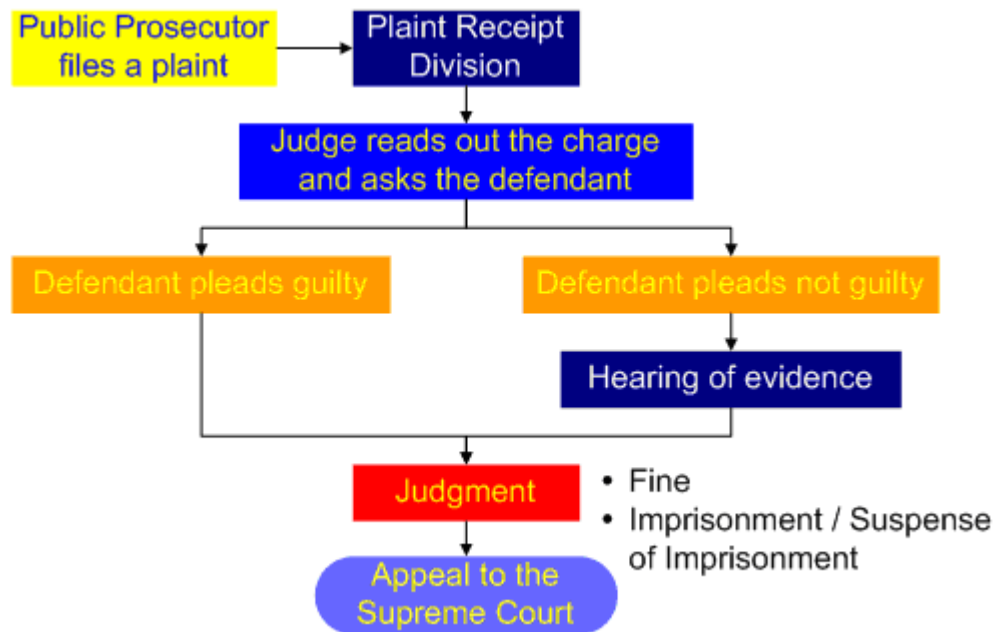 Public Prosecutor
files a plaint
Plaint Receipt
Division
Judge reads out the charge
and asks the defendant
Defendant pleads guilty
Defendant pleads not guilty
Hearing of evidence
Judgment
• Fine
• Imprisonment / Suspense
of Imprisonment
Appeal to the
Supreme Court